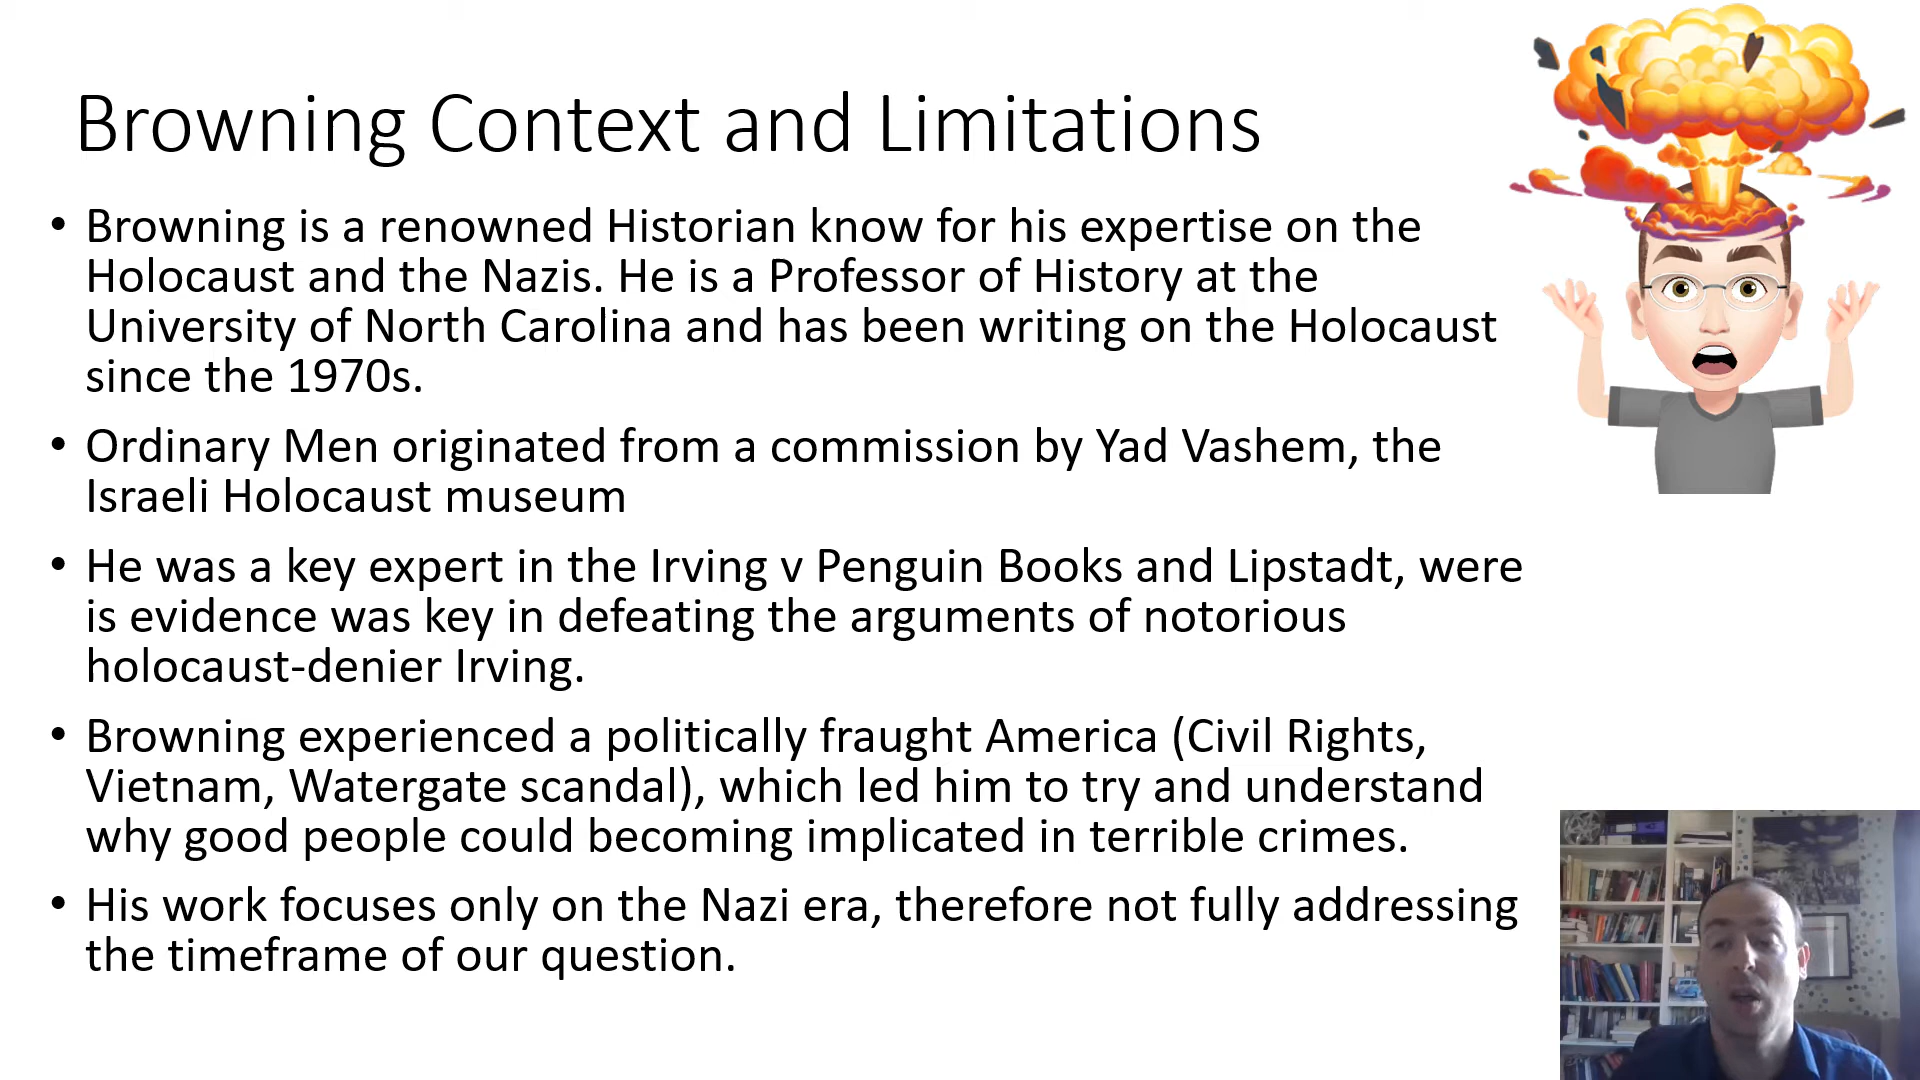 Browning Context and Limitations
• Browning is a renowned Historian know for his expertise on the
Holocaust and the Nazis. He is a Professor of History at the
University of North Carolina and has been writing on the Holocaust
since the 1970s.
• Ordinary Men originated from a commission by Yad Vashem, the
Israeli Holocaust museum
• He was a key expert in the Irving v Penguin Books and Lipstadt, were
is evidence was key in defeating the arguments of notorious
holocaust-denier Irving.
• Browning experienced a politically fraught America (Civil Rights,
Vietnam, Watergate scandal), which led him to try and understand
why good people could becoming implicated in terrible crimes.
• His work focuses only on the Nazi era, therefore not fully addressing
the timeframe of our question.